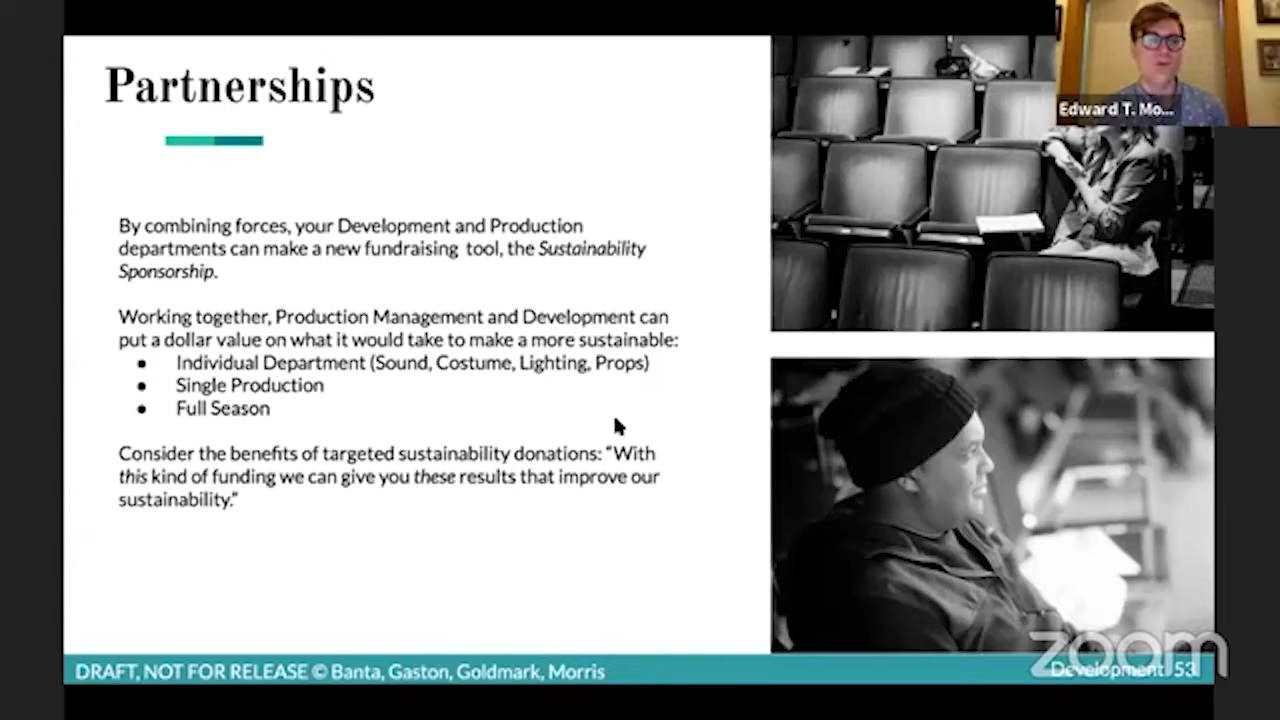 Partnerships
Edward T. Mo...
By combining forces, your Development and Production
departments can make a new fundraising tool, the Sustainability
Sponsorship.
Working together, Production Management and Development can
put a dollar value on what it would take to make a more sustainable:
● Individual Department (Sound, Costume, Lighting, Props)
● Single Production
● Full Season
Consider the benefits of targeted sustainability donations: “With
this kind of funding we can give you these results that improve our
sustainability.”
DRAFT, NOT FOR RELEASE © Banta, Gaston, Goldmark, Morris
Development 53
zoom